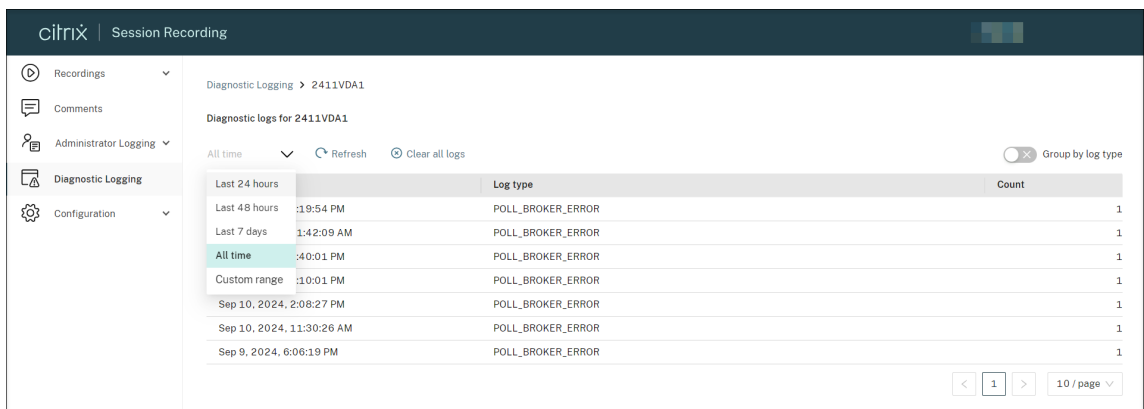 citrix | Session Recording
Recordings
Diagnostic Logging > 2411VDA1
Comments
Diagnostic logs for 2411VDA1
Administrator Logging
All time
Refresh
Clear all logs
Group by log type
Diagnostic Logging
Last 24 hours
Log type
Count
Configuration
Last 48 hours
:19:54 PM POLL_BROKER_ERROR 1
Last 7 days
1:42:09 AM POLL_BROKER_ERROR 1
All time
:40:01 PM POLL_BROKER_ERROR 1
Custom range
:10:01 PM POLL_BROKER_ERROR 1
Sep 10, 2024, 2:08:27 PM POLL_BROKER_ERROR 1
Sep 10, 2024, 11:30:26 AM POLL_BROKER_ERROR 1
Sep 9, 2024, 6:06:19 PM POLL_BROKER_ERROR 1
< 1 > 10 / page